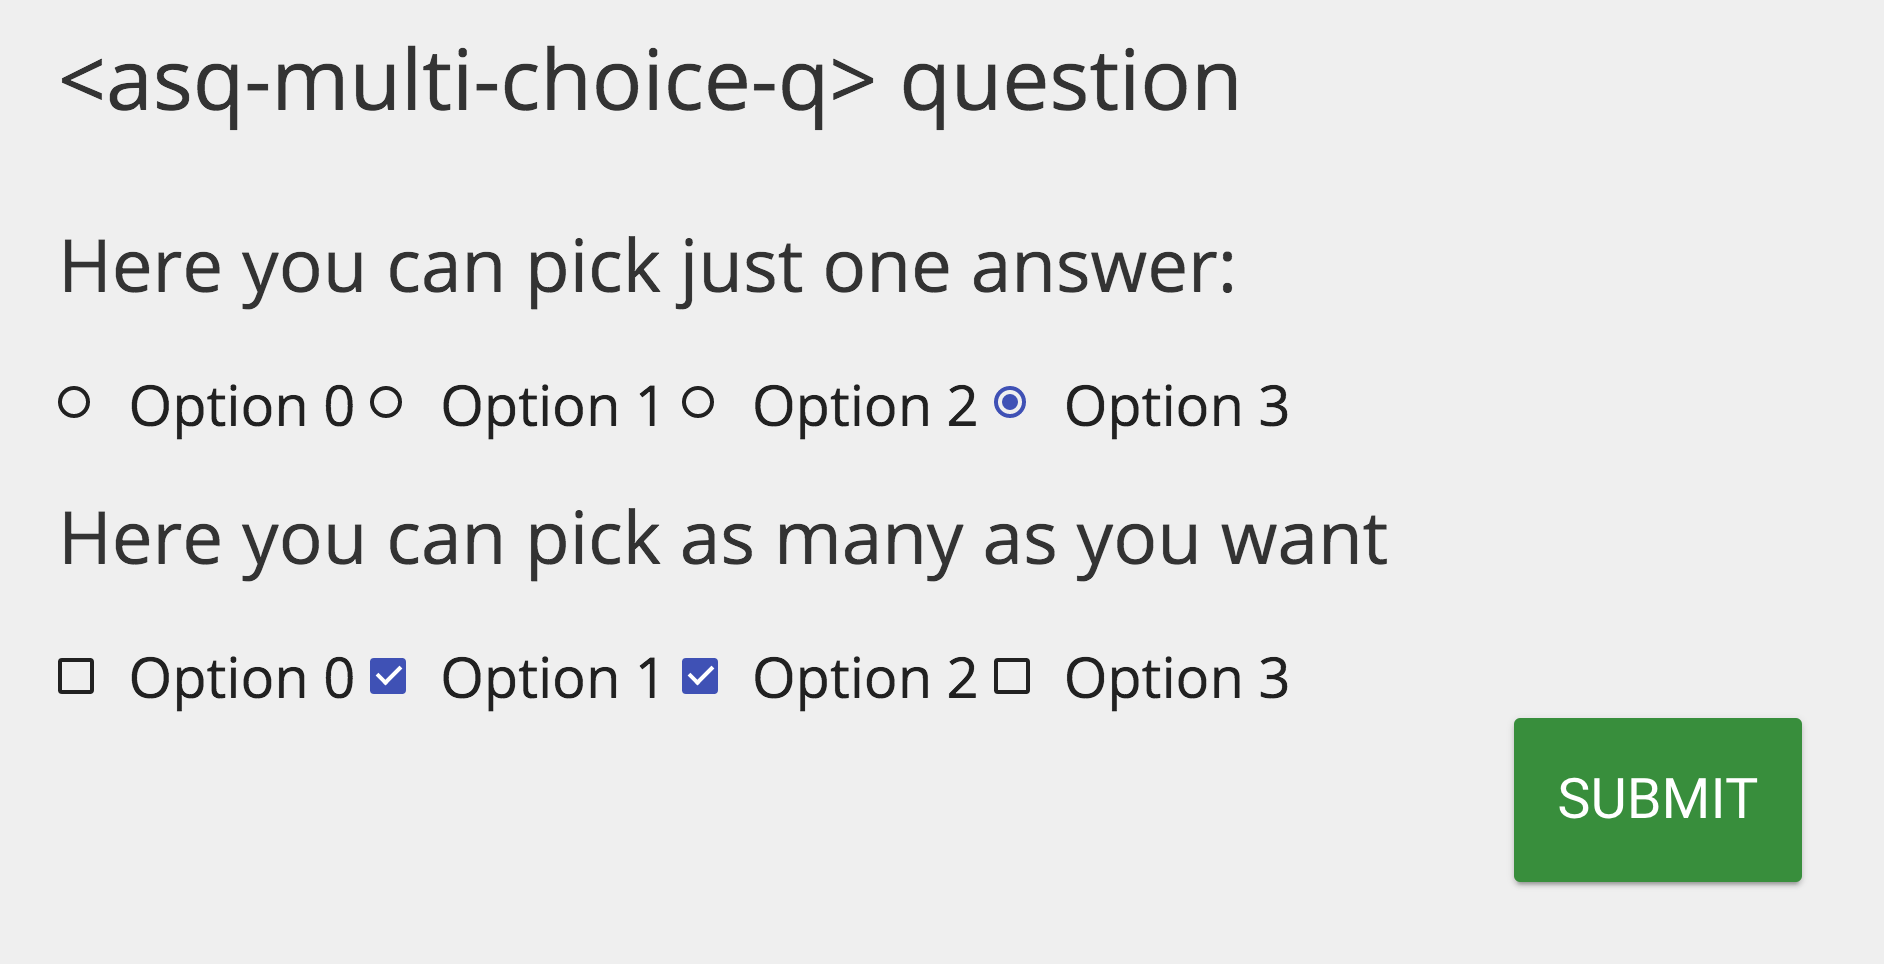 <asq-multi-choice-q> question
Here you can pick just one answer:
Option 0 Option 1 Option 2 Option 3
Here you can pick as many as you want
Option 0 Option 1 Option 2 Option 3
SUBMIT